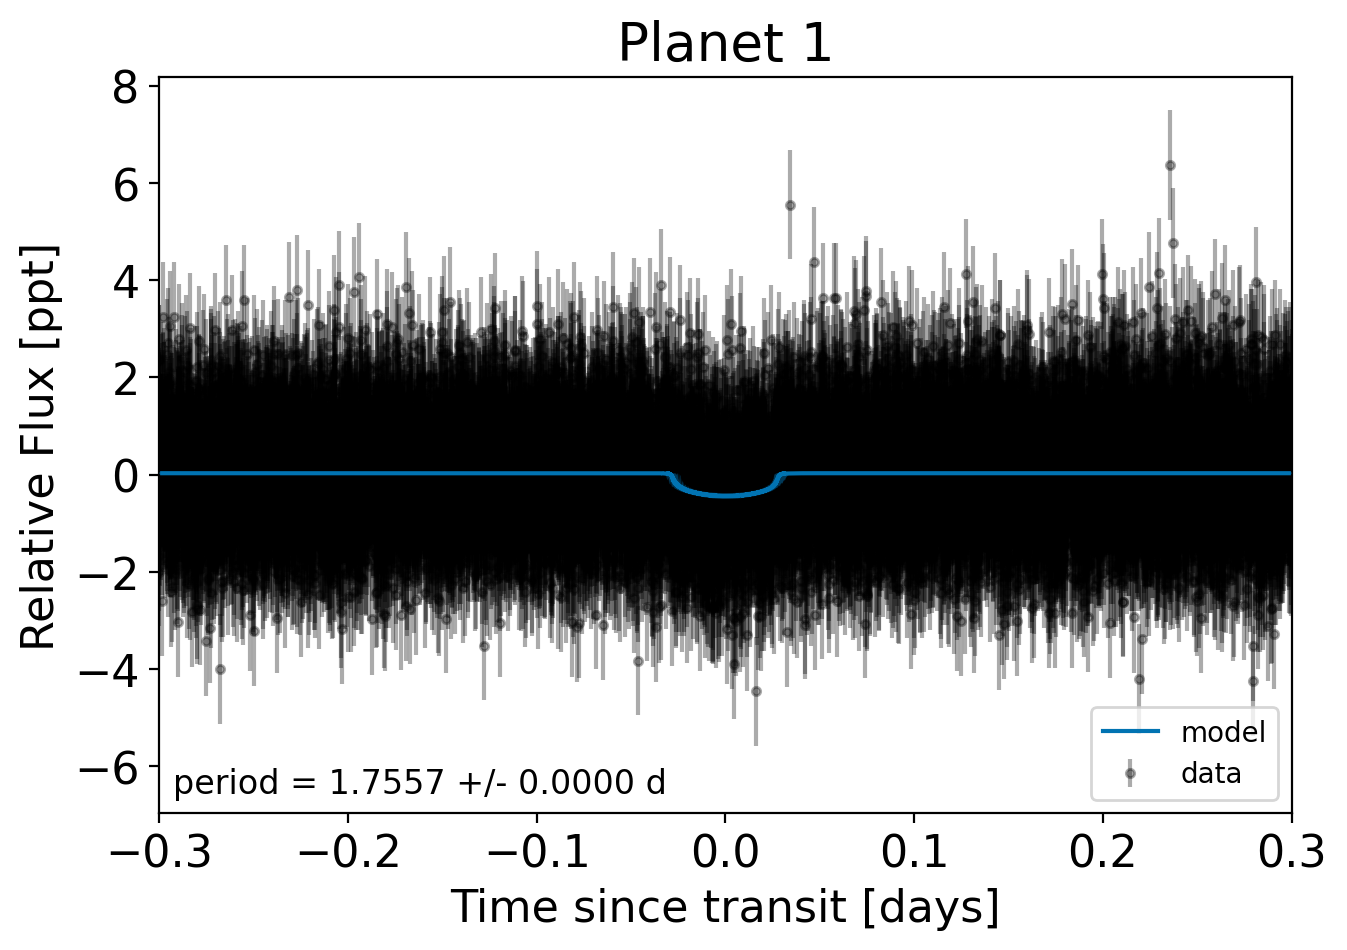 Planet 1
Relative Flux [ppt]
8
6
4
2
0
−2
−4
−6
period = 1.7557 +/- 0.0000 d
model
data
−0.3
−0.2
−0.1
0.0
0.1
0.2
0.3
Time since transit [days]